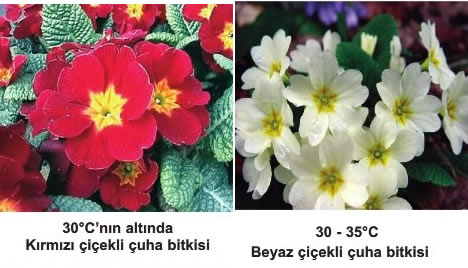 30°C'nın altında
Kırmızı çiçekli çuha bitkisi
30 - 35°C
Beyaz çiçekli çuha bitkisi